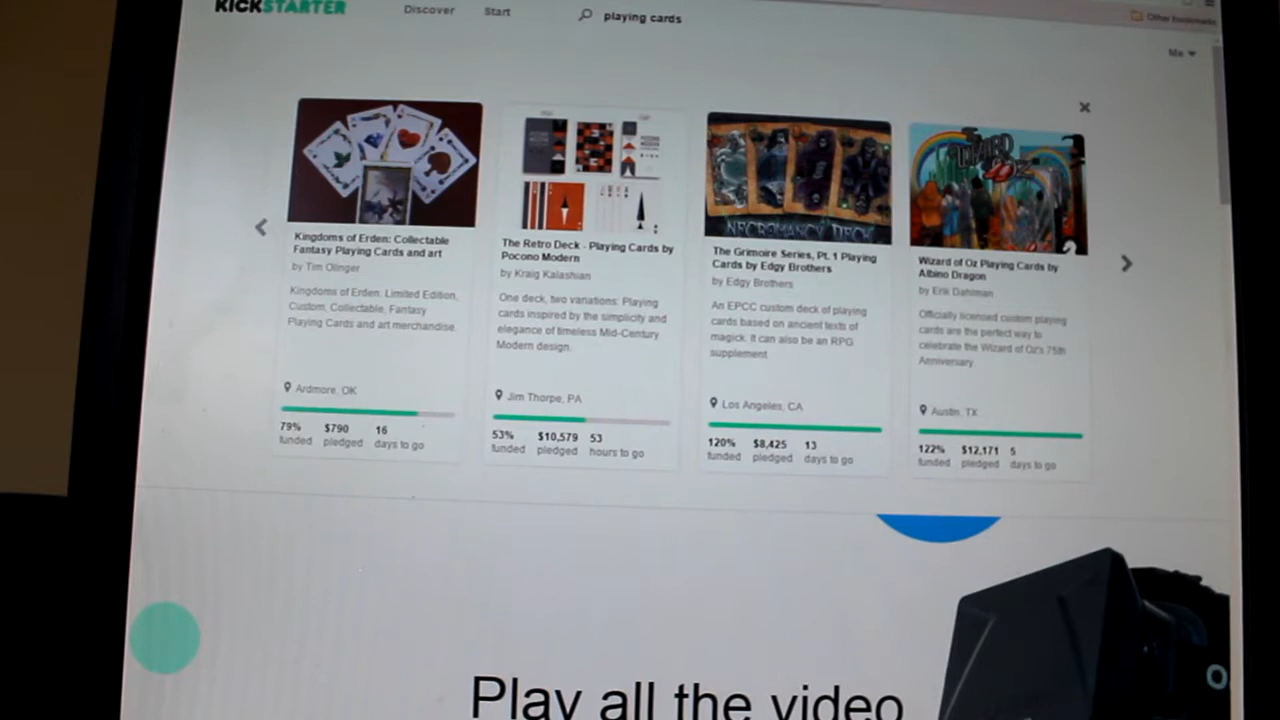 KICKSTARTER
Discover
Start
playing cards
Other bookmarks
Me
Kingdoms of Erden: Collectable
Fantasy Playing Cards and art
by Tim Olinger
Kingdoms of Erden. Limited Edition,
Custom, Collectable, Fantasy
Playing Cards and art merchandise.
Ardmore, OK
79% $790 16
funded pledged days to go
The Retro Deck - Playing Cards by
Pocono Modern
by Kraig Kalashian
One deck, two variations: Playing
cards inspired by the simplicity and
elegance of timeless Mid-Century
Modern design.
Jim Thorpe, PA
53% $10,579 53
funded pledged hours to go
NECROMANCY DECK
The Grimoire Series, Pt. 1 Playing
Cards by Edgy Brothers
by Edgy Brothers
An EPCC custom deck of playing
cards based on ancient texts of
magick. It can also be an RPG
supplement
Los Angeles, CA
120% $8,425 13
funded pledged days to go
The WIZARD OZ
Wizard of Oz Playing Cards by
Albino Dragon
by Erik Dahlman
Officially licensed custom playing
cards are the perfect way to
celebrate the Wizard of Oz's 75th
Anniversary
Austin, TX
122% $12,171 5
funded pledged days to go
Play all the video